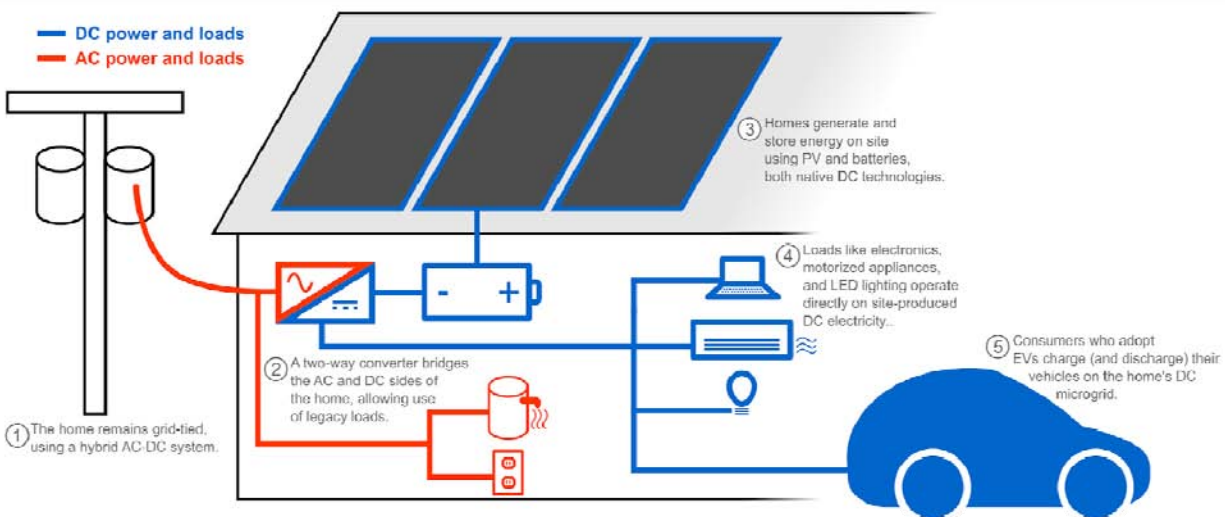 DC power and loads
AC power and loads
3 Homes generate and
store energy on site
using PV and batteries,
both native DC technologies.
4 Loads like electronics,
motorized appliances,
and LED lighting operate
directly on site-produced
DC electricity..
5 Consumers who adopt
EVs charge (and discharge) their
vehicles on the home's DC
microgrid.
2 A two-way converter bridges
the AC and DC sides of
the home, allowing use
of legacy loads.
1 The home remains grid-tied,
using a hybrid AC-DC system.
- +